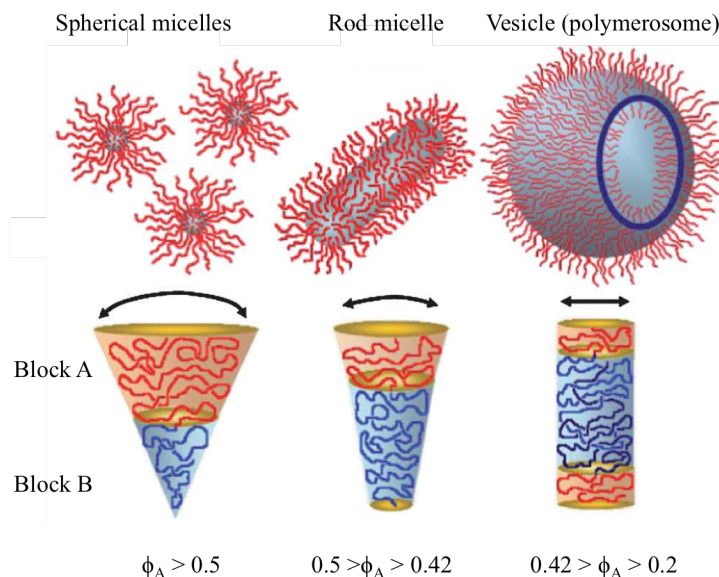 Spherical micelles
Rod micelle
Vesicle (polymerosome)
Block A
Block B
ϕA > 0.5
0.5 >ϕA > 0.42
0.42 > ϕA > 0.2